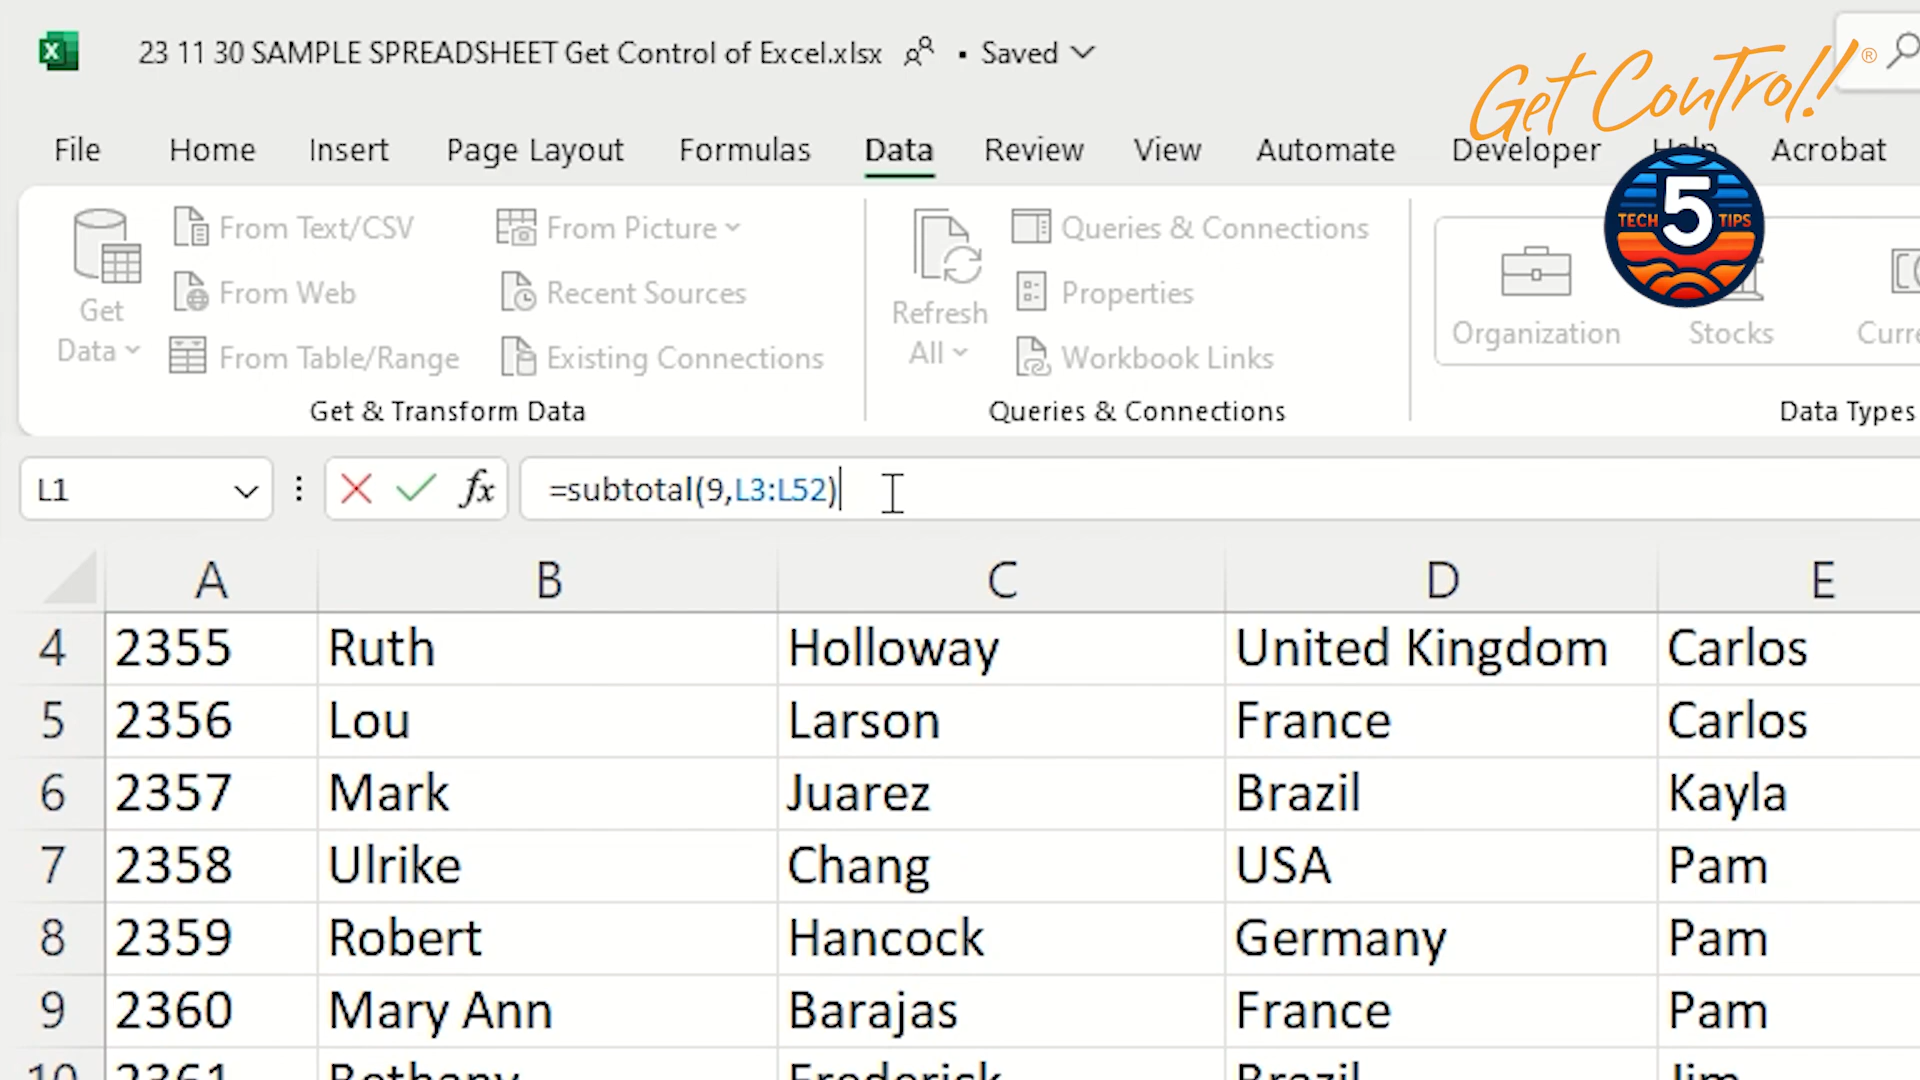 23 11 30 SAMPLE SPREADSHEET Get Control of Excel.xlsx • Saved
Get Control! ®
File Home Insert Page Layout Formulas Data Review View Automate Developer Help Acrobat
TECH 5 TIPS
Get Data
From Text/CSV
From Web
From Table/Range
From Picture
Recent Sources
Existing Connections
Get & Transform Data
Refresh All
Queries & Connections
Properties
Workbook Links
Queries & Connections
Organization
Stocks
Data Types
L1
fx
=subtotal(9,L3:L52)
A B C D E
4 2355 Ruth Holloway United Kingdom Carlos
5 2356 Lou Larson France Carlos
6 2357 Mark Juarez Brazil Kayla
7 2358 Ulrike Chang USA Pam
8 2359 Robert Hancock Germany Pam
9 2360 Mary Ann Barajas France Pam
10 2361 Bethany Frederick Brazil Jim